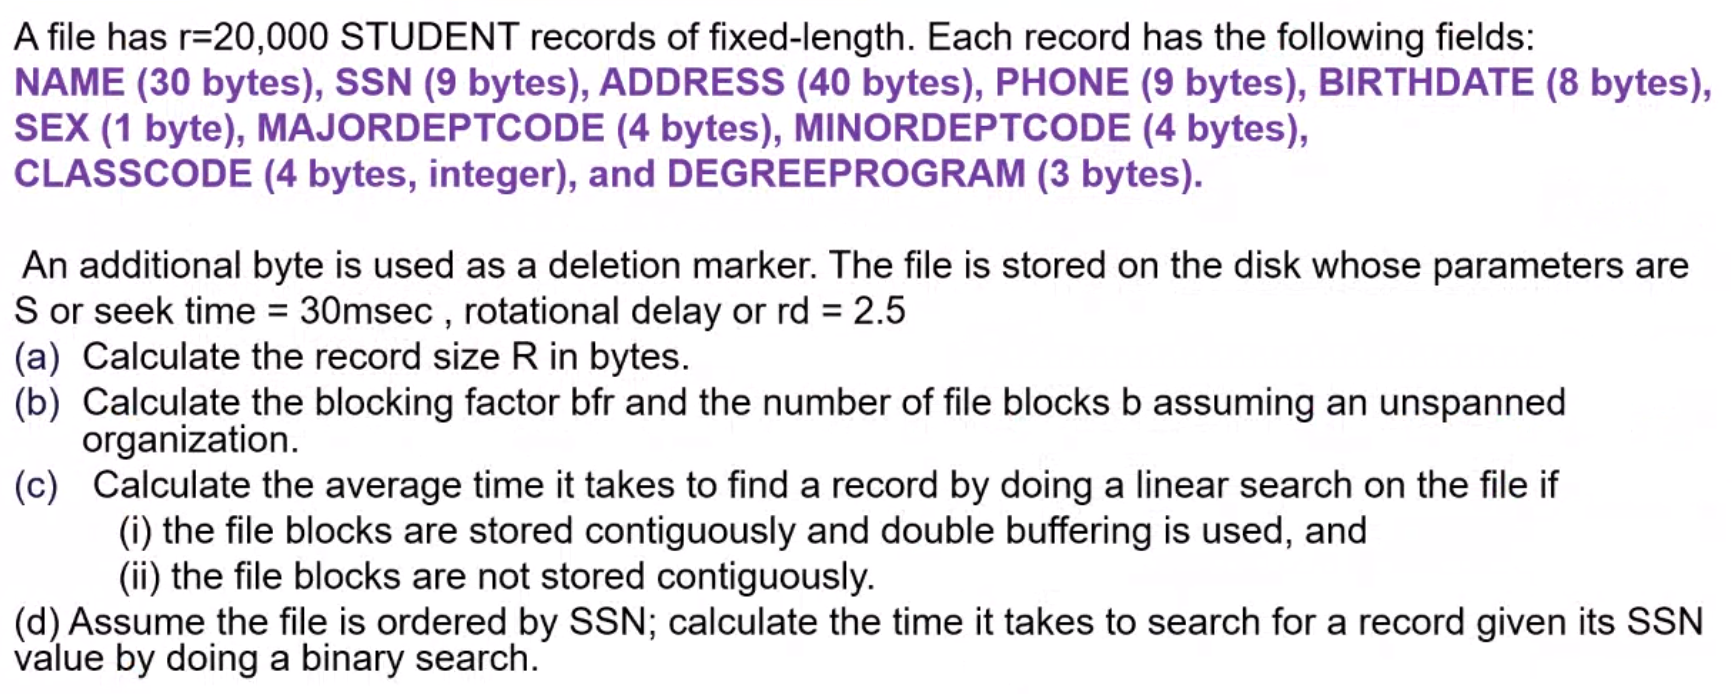 A file has r=20,000 STUDENT records of fixed-length. Each record has the following fields:
NAME (30 bytes), SSN (9 bytes), ADDRESS (40 bytes), PHONE (9 bytes), BIRTHDATE (8 bytes),
SEX (1 byte), MAJORDEPTCODE (4 bytes), MINORDEPTCODE (4 bytes),
CLASSCODE (4 bytes, integer), and DEGREEPROGRAM (3 bytes).
An additional byte is used as a deletion marker. The file is stored on the disk whose parameters are
S or seek time = 30msec , rotational delay or rd = 2.5
(a) Calculate the record size R in bytes.
(b) Calculate the blocking factor bfr and the number of file blocks b assuming an unspanned
organization.
(c) Calculate the average time it takes to find a record by doing a linear search on the file if
(i) the file blocks are stored contiguously and double buffering is used, and
(ii) the file blocks are not stored contiguously.
(d) Assume the file is ordered by SSN; calculate the time it takes to search for a record given its SSN
value by doing a binary search.